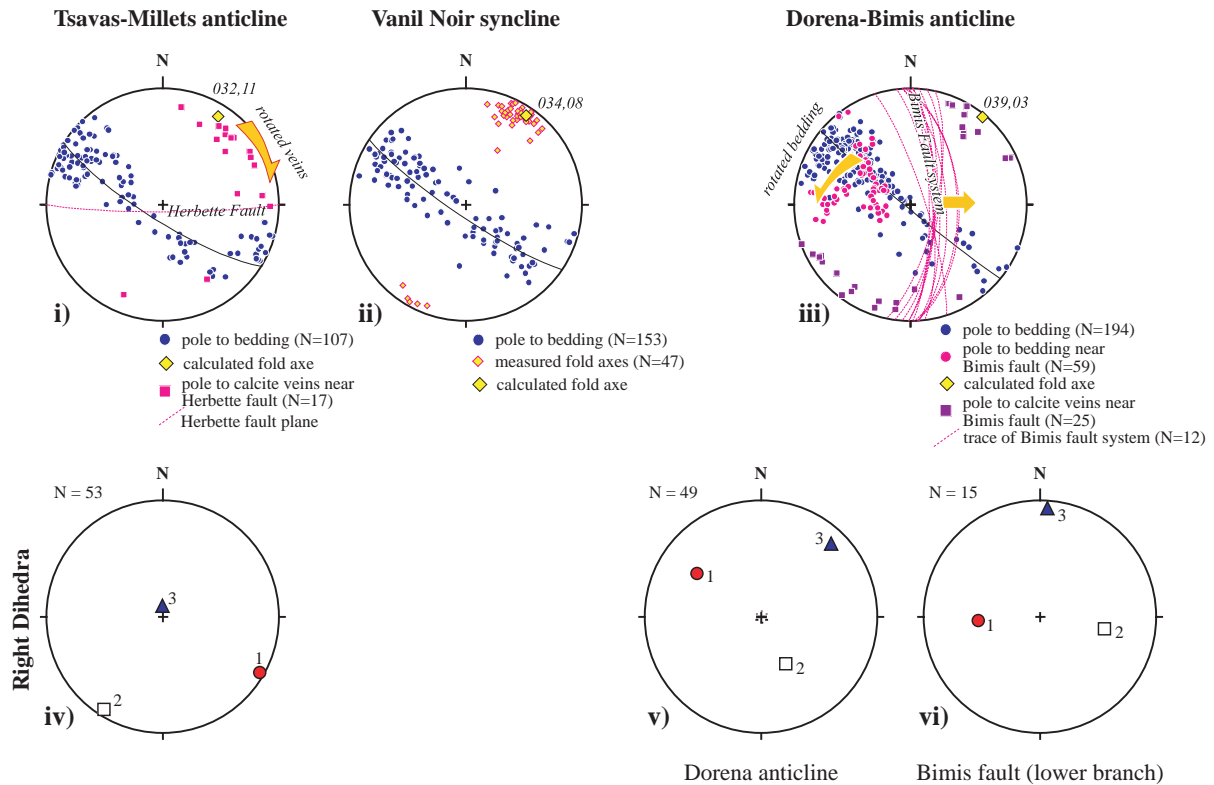 Tsavas-Millets anticline
Vanil Noir syncline
Dorena-Bimis anticline
N
032,11
rotated veins
Herbette Fault
i)
pole to bedding (N=107)
calculated fold axe
pole to calcite veins near
Herbette fault (N=17)
Herbette fault plane
N
034,08
ii)
pole to bedding (N=153)
measured fold axes (N=47)
calculated fold axe
N
039,03
rotated bedding
Bimis Fault system
iii)
pole to bedding (N=194)
pole to bedding near
Bimis fault (N=59)
calculated fold axe
pole to calcite veins near
Bimis fault (N=25)
trace of Bimis fault system (N=12)
Right Dihedra
N
N = 53
3
1
2
iv)
N
N = 49
3
1
2
v)
Dorena anticline
N
N = 15
3
1
2
vi)
Bimis fault (lower branch)